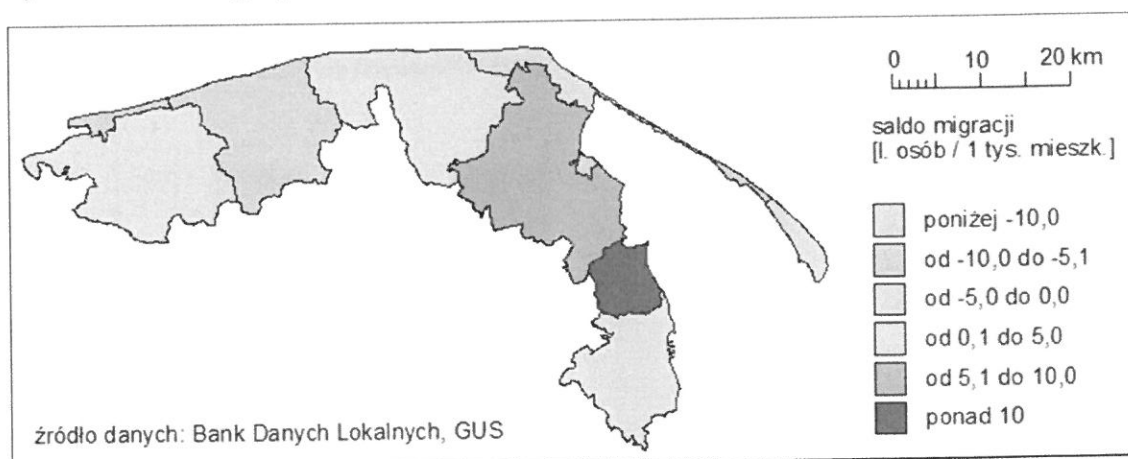 0 10 20 km
saldo migracji
[l. osób / 1 tys. mieszk.]
poniżej -10,0
od -10,0 do -5,1
od -5,0 do 0,0
od 0,1 do 5,0
od 5,1 do 10,0
ponad 10
źródło danych: Bank Danych Lokalnych, GUS